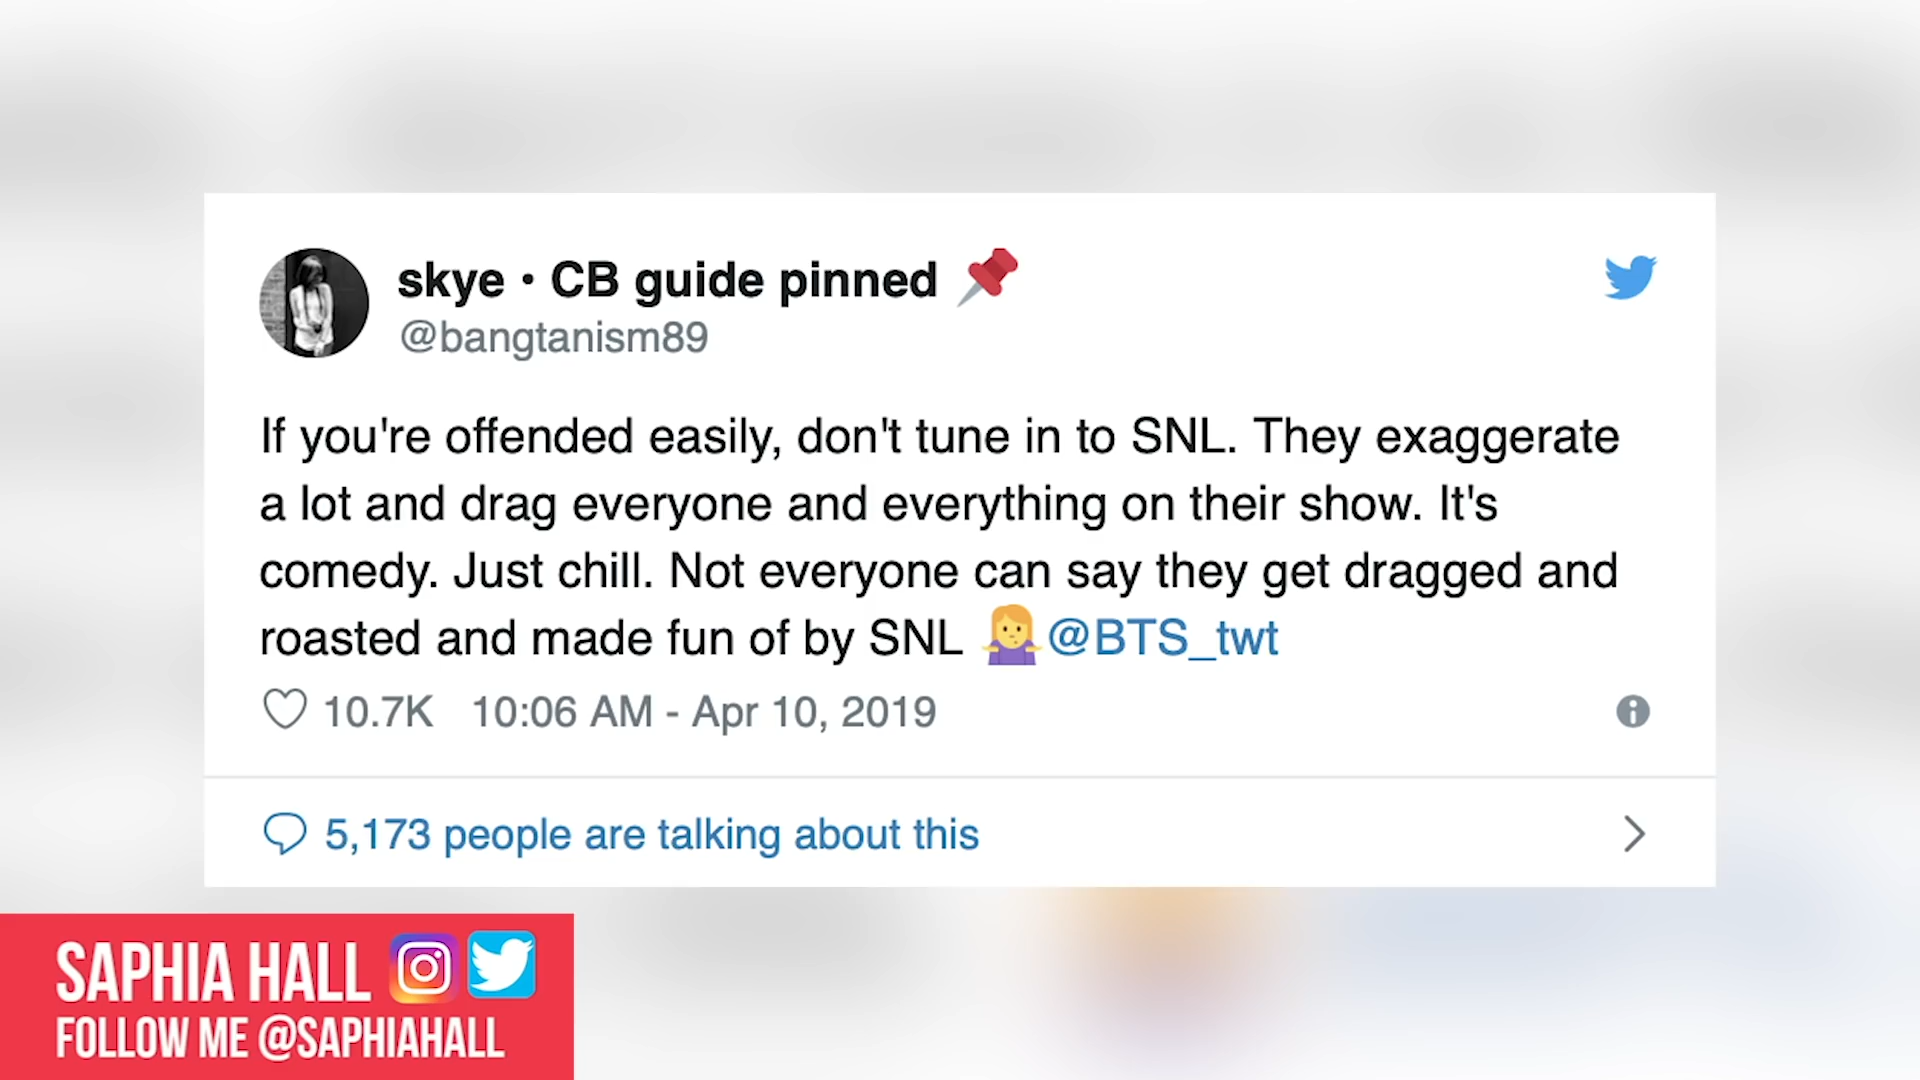 skye • CB guide pinned 📌
@bangtanism89
If you're offended easily, don't tune in to SNL. They exaggerate
a lot and drag everyone and everything on their show. It's
comedy. Just chill. Not everyone can say they get dragged and
roasted and made fun of by SNL 🤷‍♀️@BTS_twt
10.7K 10:06 AM - Apr 10, 2019
5,173 people are talking about this
SAPHIA HALL
FOLLOW ME @SAPHIAHALL